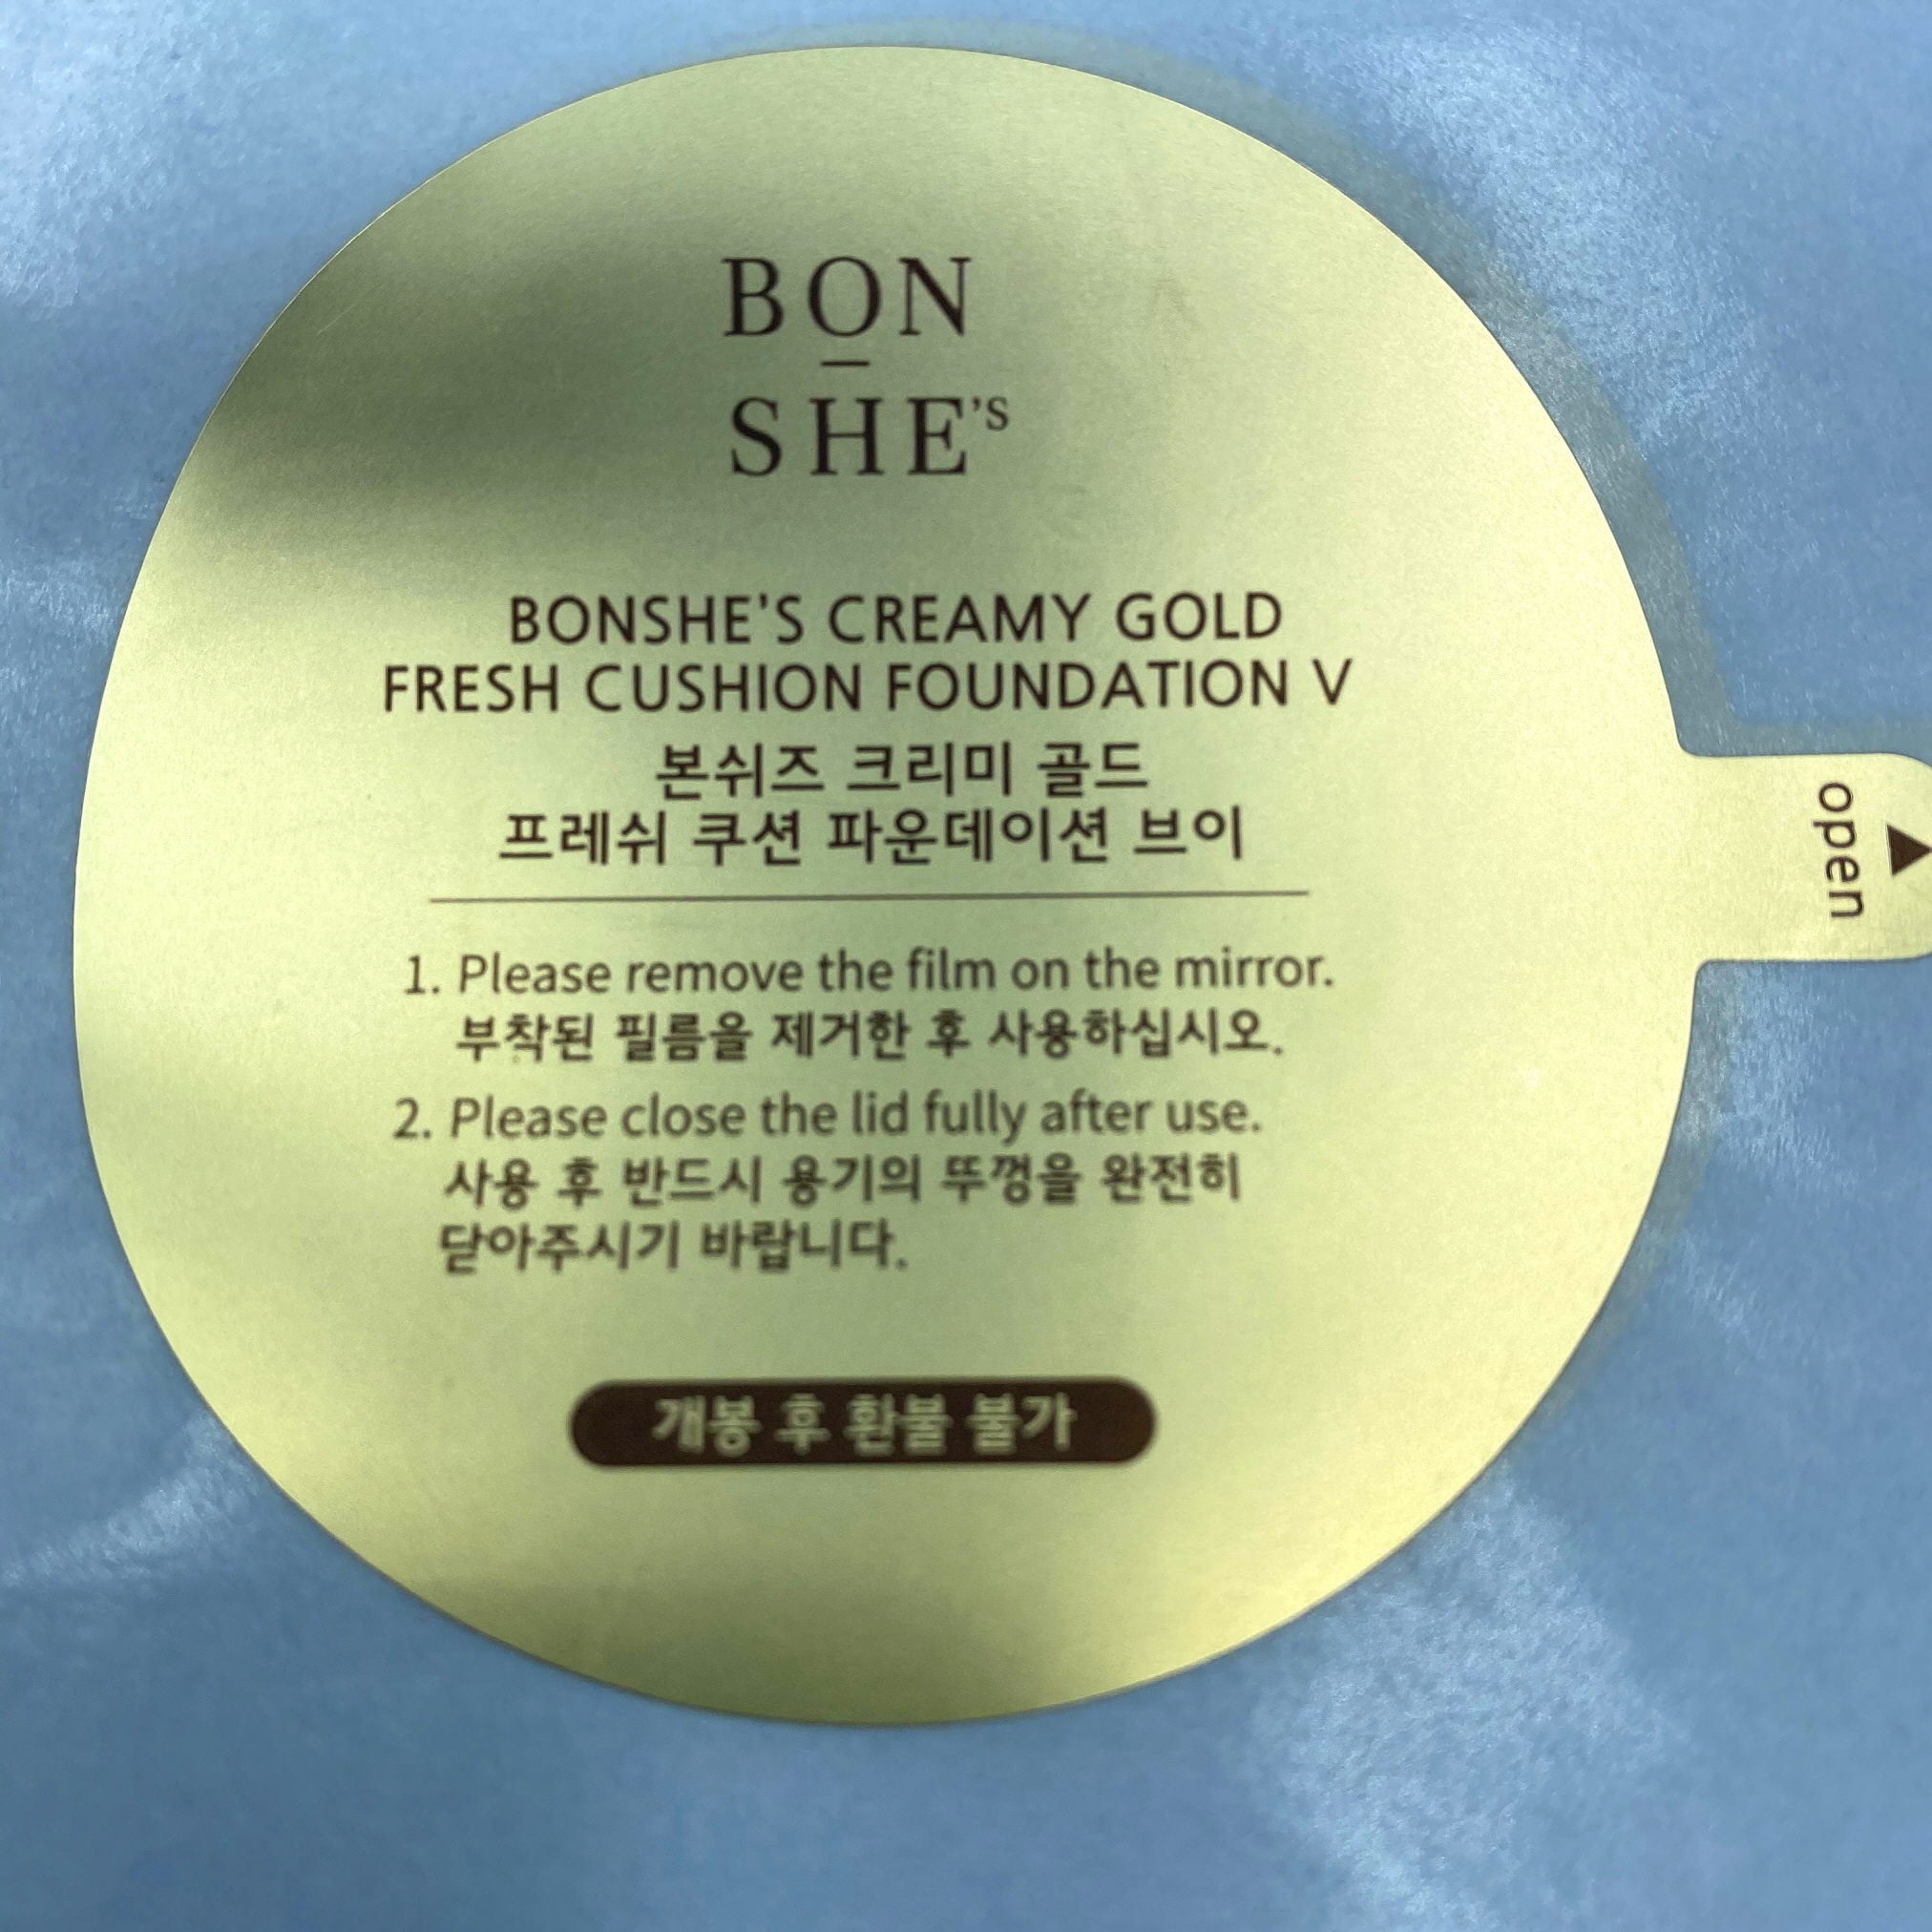 BON
SHE'S
BONSHE'S CREAMY GOLD
FRESH CUSHION FOUNDATION V
본쉬즈 크리미 골드
프레쉬 쿠션 파운데이션 브이
open
1. Please remove the film on the mirror.
부착된 필름을 제거한 후 사용하십시오.
2. Please close the lid fully after use.
사용 후 반드시 용기의 뚜껑을 완전히
닫아주시기 바랍니다.
개봉 후 환불 불가